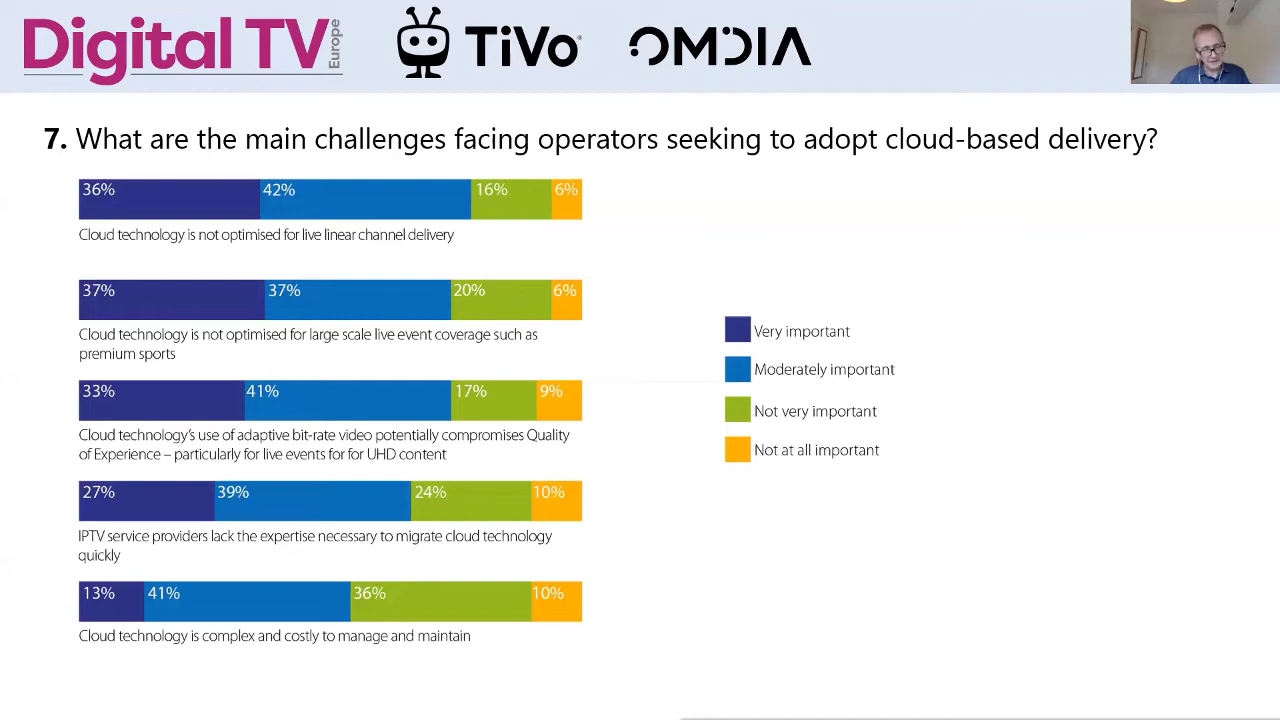 Digital TV Europe
TiVo®
OMDIA
7. What are the main challenges facing operators seeking to adopt cloud-based delivery?
36% 42% 16% 6%
Cloud technology is not optimised for live linear channel delivery
37% 37% 20% 6%
Cloud technology is not optimised for large scale live event coverage such as
premium sports
33% 41% 17% 9%
Cloud technology's use of adaptive bit-rate video potentially compromises Quality
of Experience – particularly for live events for for UHD content
27% 39% 24% 10%
IPTV service providers lack the expertise necessary to migrate cloud technology
quickly
13% 41% 36% 10%
Cloud technology is complex and costly to manage and maintain
Very important
Moderately important
Not very important
Not at all important